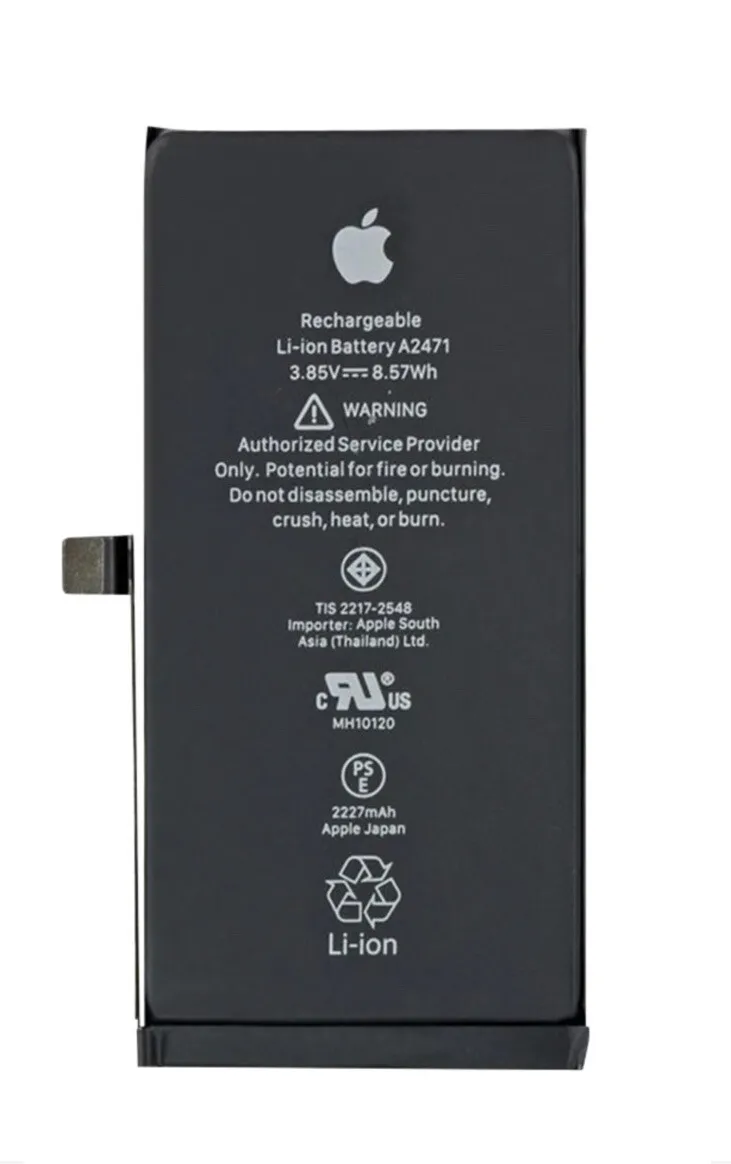 Rechargeable
Li-ion Battery A2471
3.85V⎓8.57Wh
WARNING
Authorized Service Provider
Only. Potential for fire or burning.
Do not disassemble, puncture,
crush, heat, or burn.
TIS 2217-2548
Importer: Apple South
Asia (Thailand) Ltd.
c RU® US
MH10120
PS
E
2227mAh
Apple Japan
Li-ion